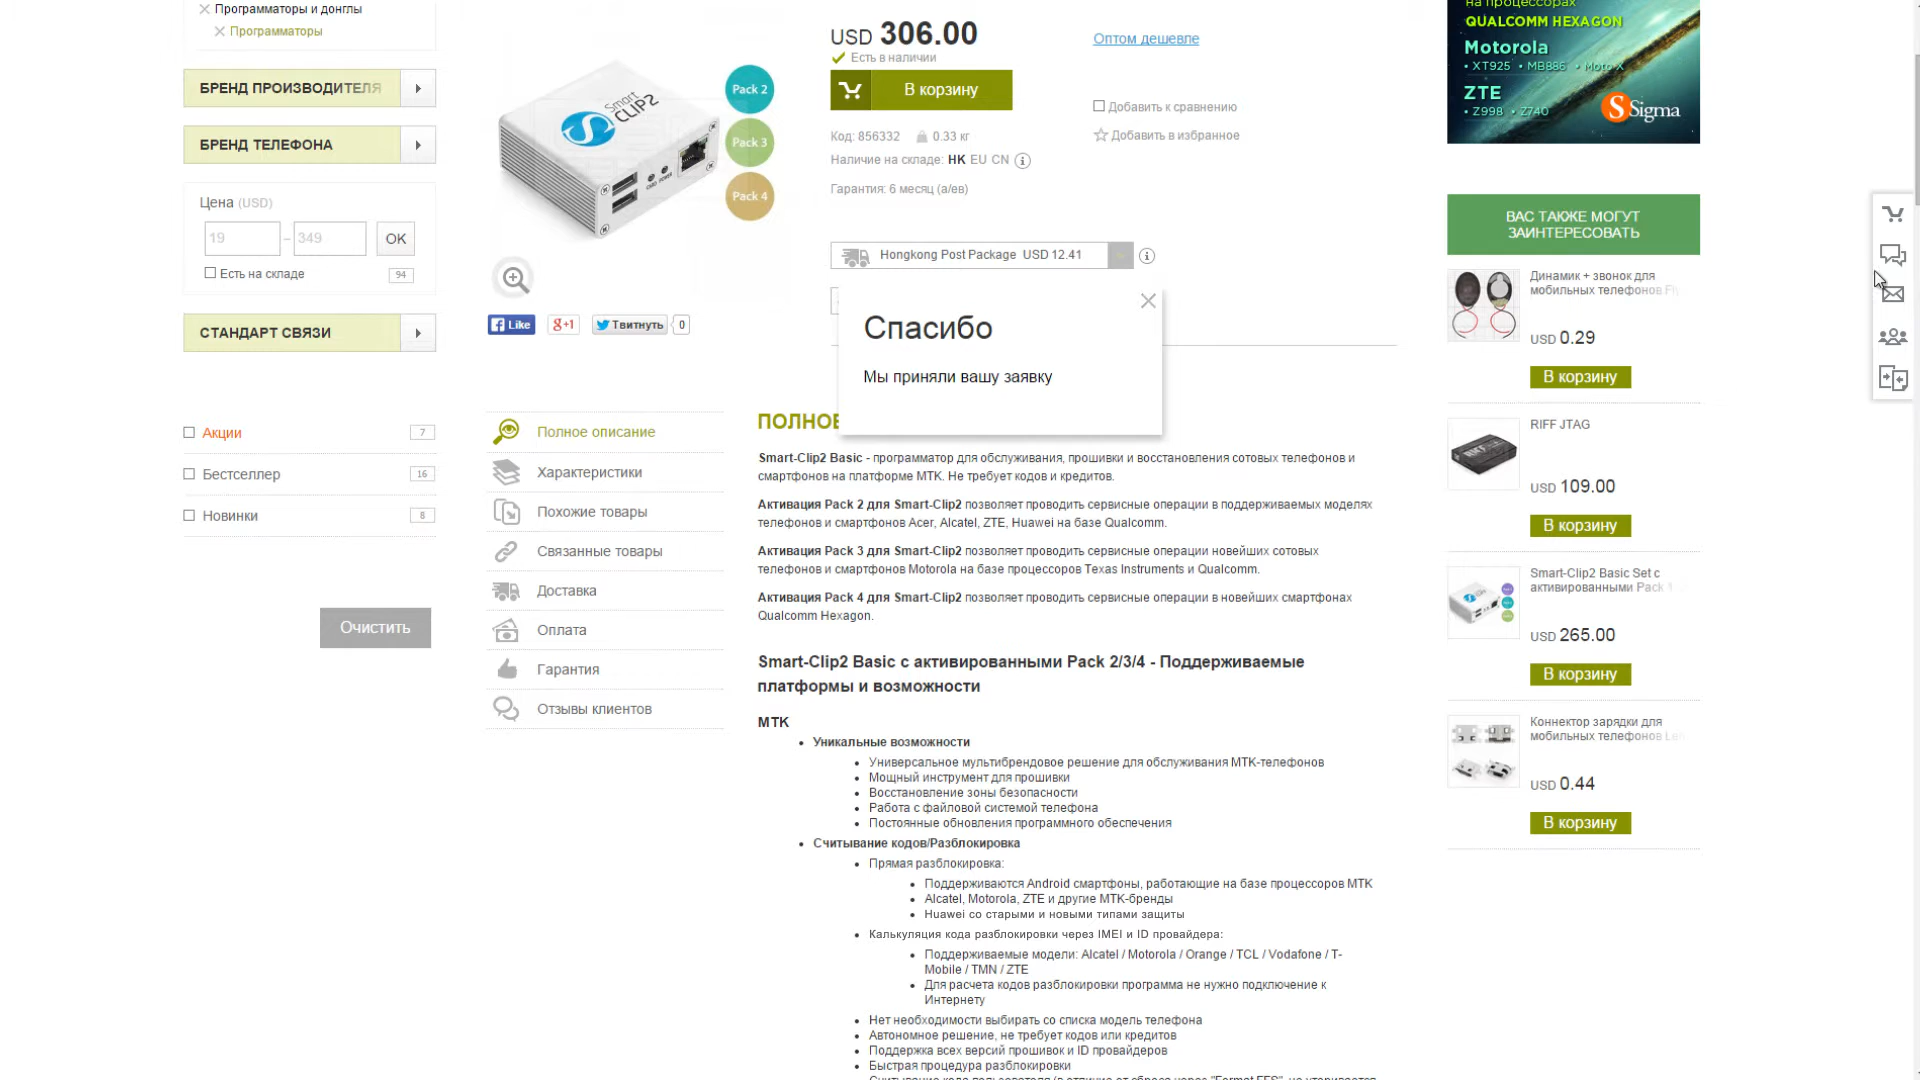 Программаторы и донглы
Программаторы
БРЕНД ПРОИЗВОДИТЕЛЯ
БРЕНД ТЕЛЕФОНА
Цена (USD)
19 – 349 OK
Есть на складе 94
СТАНДАРТ СВЯЗИ
Акции 7
Бестселлер 16
Новинки 8
Очистить
Smart CLIP2
Pack 2
Pack 3
Pack 4
Like
g+1
Твитнуть 0
USD 306.00
Есть в наличии
В корзину
Код: 856332 0.33 кг
Наличие на складе: HK EU CN
Гарантия: 6 месяц (а/ев)
Оптом дешевле
Добавить к сравнению
Добавить в избранное
Hongkong Post Package USD 12.41
Спасибо
Мы приняли вашу заявку
Полное описание
Характеристики
Похожие товары
Связанные товары
Доставка
Оплата
Гарантия
Отзывы клиентов
ПОЛНОЕ
Smart-Clip2 Basic - программатор для обслуживания, прошивки и восстановления сотовых телефонов и
смартфонов на платформе MTK. Не требует кодов и кредитов.
Активация Pack 2 для Smart-Clip2 позволяет проводить сервисные операции в поддерживаемых моделях
телефонов и смартфонов Acer, Alcatel, ZTE, Huawei на базе Qualcomm.
Активация Pack 3 для Smart-Clip2 позволяет проводить сервисные операции новейших сотовых
телефонов и смартфонов Motorola на базе процессоров Texas Instruments и Qualcomm.
Активация Pack 4 для Smart-Clip2 позволяет проводить сервисные операции в новейших смартфонах
Qualcomm Hexagon.
Smart-Clip2 Basic с активированными Pack 2/3/4 - Поддерживаемые
платформы и возможности
MTK
Уникальные возможности
Универсальное мультибрендовое решение для обслуживания MTK-телефонов
Мощный инструмент для прошивки
Восстановление зоны безопасности
Работа с файловой системой телефона
Постоянные обновления программного обеспечения
Считывание кодов/Разблокировка
Прямая разблокировка:
Поддерживаются Android смартфоны, работающие на базе процессоров MTK
Alcatel, Motorola, ZTE и другие MTK-бренды
Huawei со старыми и новыми типами защиты
Калькуляция кода разблокировки через IMEI и ID провайдера:
Поддерживаемые модели: Alcatel / Motorola / Orange / TCL / Vodafone / T-
Mobile / TMN / ZTE
Для расчета кодов разблокировки программа не нужно подключение к
Интернету
Нет необходимости выбирать со списка модель телефона
Автономное решение, не требует кодов или кредитов
Поддержка всех версий прошивок и ID провайдеров
Быстрая процедура разблокировки
на процессорах
QUALCOMM HEXAGON
Motorola
• XT925 • MB886 • Moto X
ZTE
• Z998 • Z740
Sigma
ВАС ТАКЖЕ МОГУТ
ЗАИНТЕРЕСОВАТЬ
Динамик + звонок для
мобильных телефонов
USD 0.29
В корзину
RIFF JTAG
USD 109.00
В корзину
Smart-Clip2 Basic Set с
активированными Pack 1
USD 265.00
В корзину
Коннектор зарядки для
мобильных телефонов
USD 0.44
В корзину